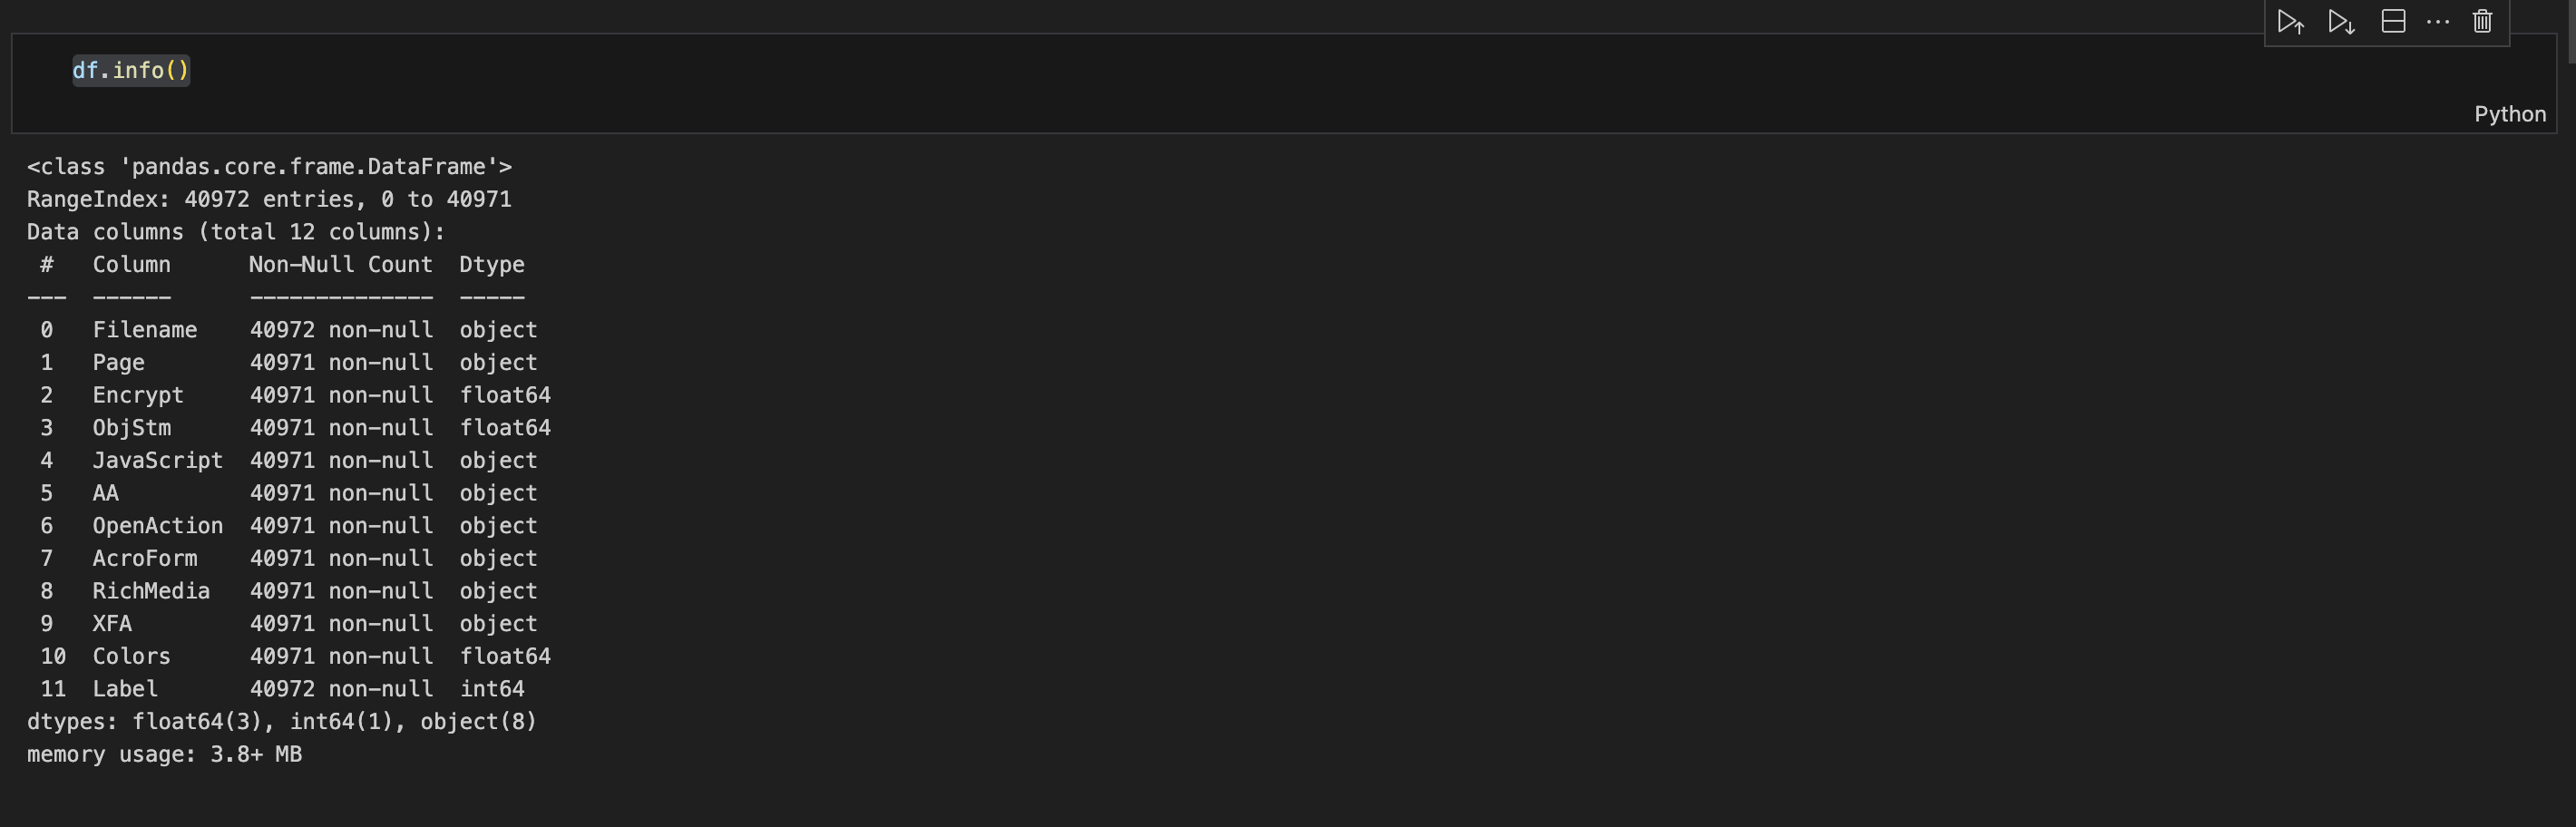 df.info()
Python
<class 'pandas.core.frame.DataFrame'>
RangeIndex: 40972 entries, 0 to 40971
Data columns (total 12 columns):
 #   Column      Non-Null Count  Dtype
---  ------      --------------  -----
 0   Filename    40972 non-null  object
 1   Page        40971 non-null  object
 2   Encrypt     40971 non-null  float64
 3   ObjStm      40971 non-null  float64
 4   JavaScript  40971 non-null  object
 5   AA          40971 non-null  object
 6   OpenAction  40971 non-null  object
 7   AcroForm    40971 non-null  object
 8   RichMedia   40971 non-null  object
 9   XFA         40971 non-null  object
 10  Colors      40971 non-null  float64
 11  Label       40972 non-null  int64
dtypes: float64(3), int64(1), object(8)
memory usage: 3.8+ MB